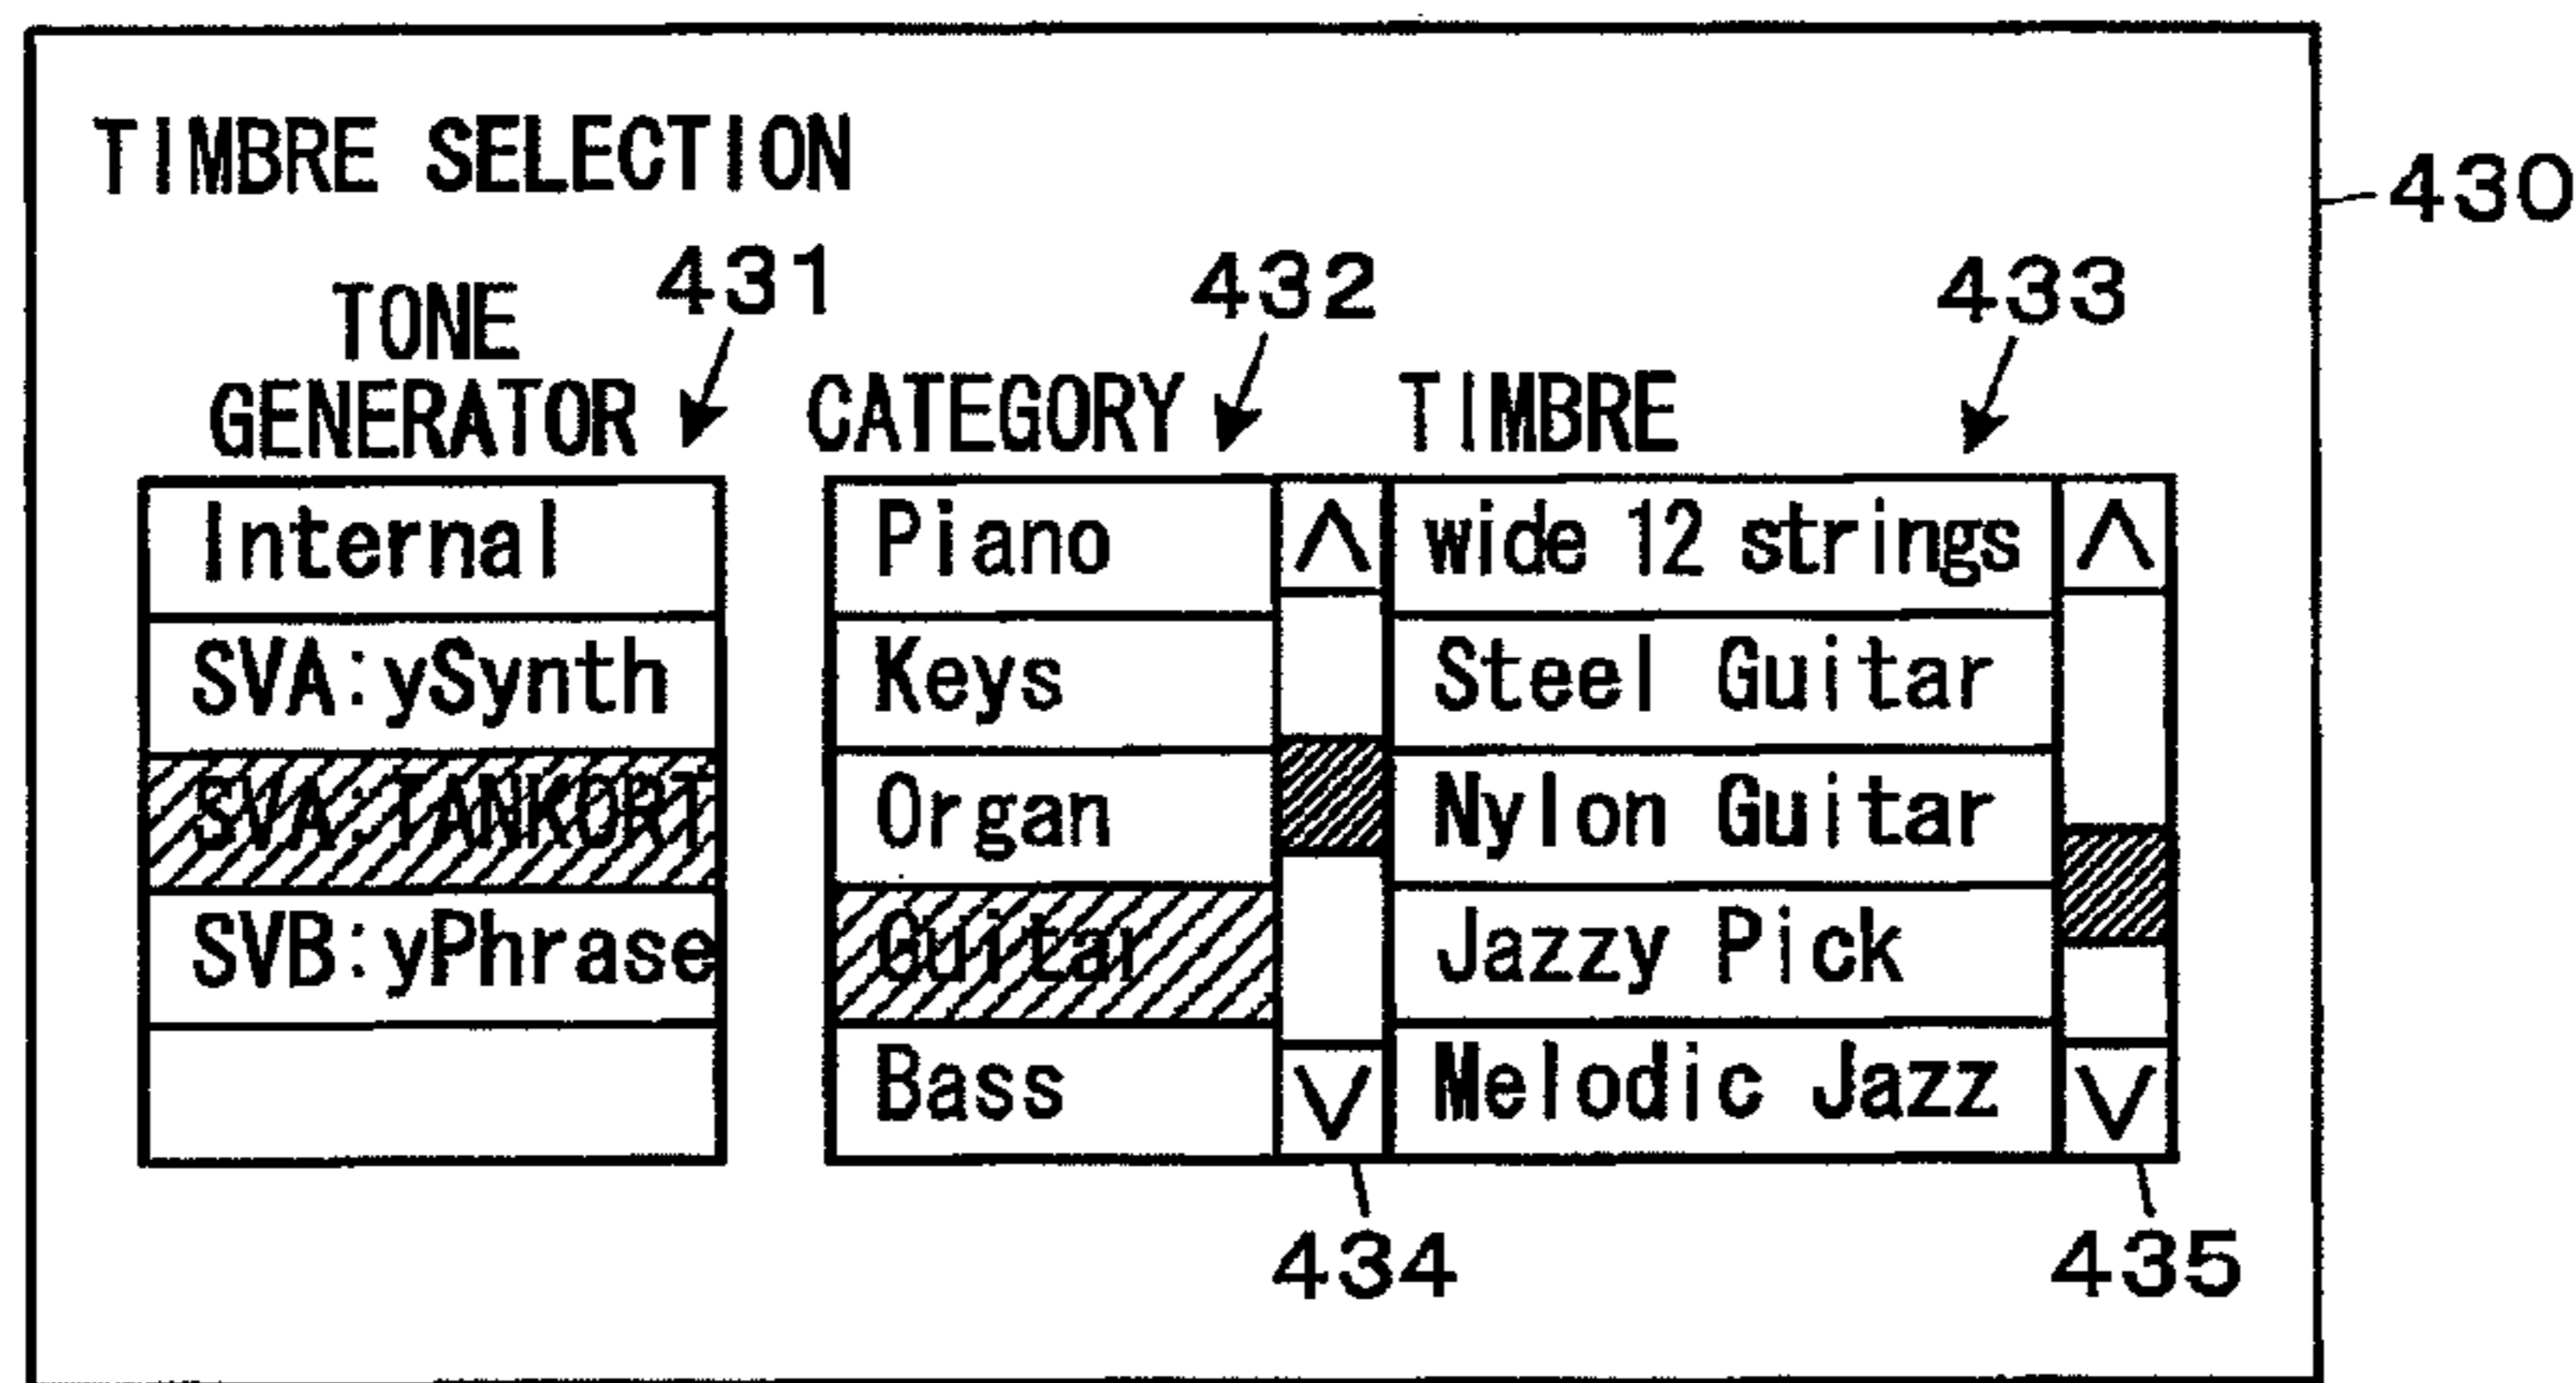 TIMBRE SELECTION
430
TONE
GENERATOR
431
CATEGORY
432
TIMBRE
433
Internal
SVA:ySynth
SVA:TANKORT
SVB:yPhrase
Piano
Keys
Organ
Guitar
Bass
wide 12 strings
Steel Guitar
Nylon Guitar
Jazzy Pick
Melodic Jazz
434
435